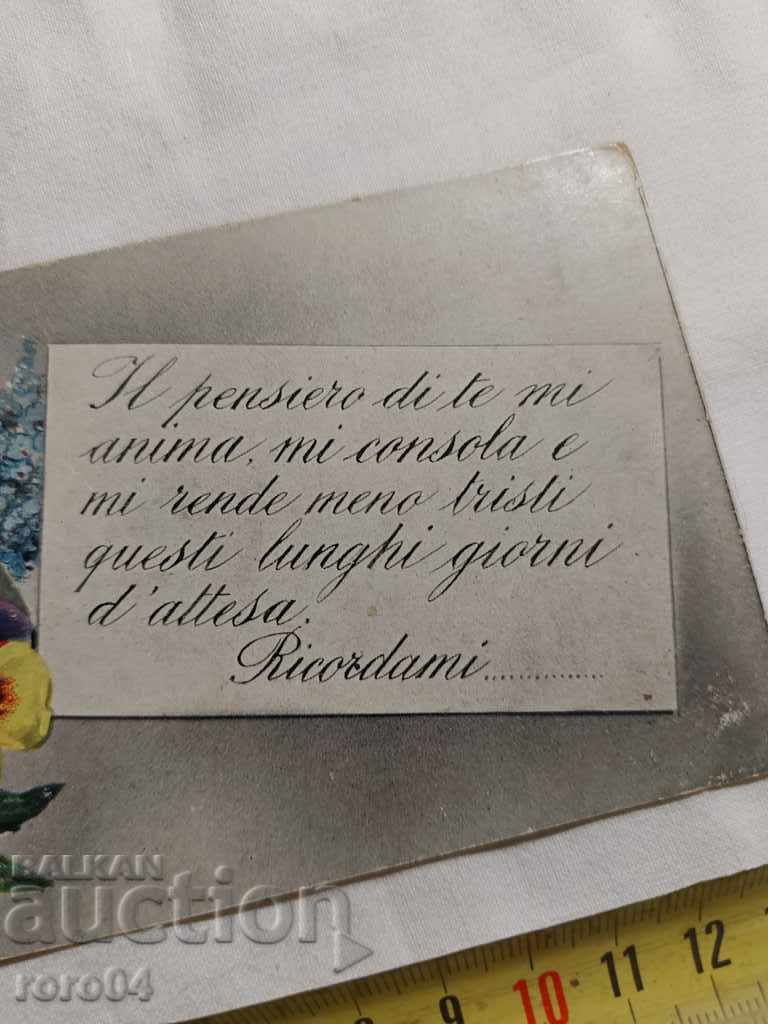 Il pensiero di te mi
anima, mi consola e
mi rende meno tristi
questi lunghi giorni
d'attesa.
Ricordami.............
BALKAN
auction
roro04
9 10 11 12